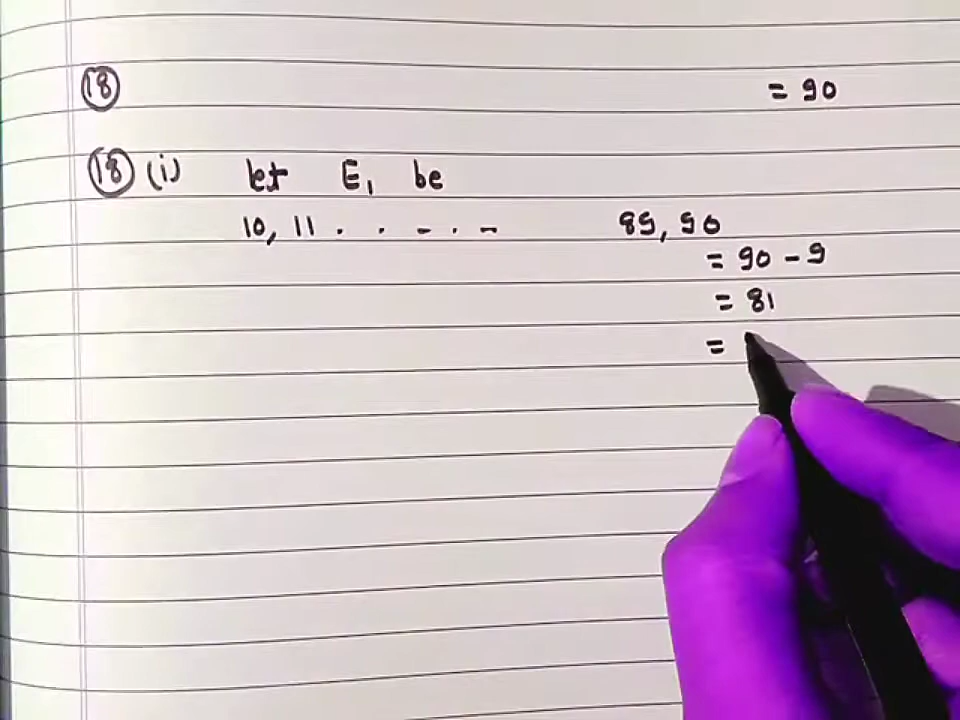 18 = 90
18 (i) let E₁ be
10, 11 . . - . - 89, 90
= 90 - 9
= 81
=